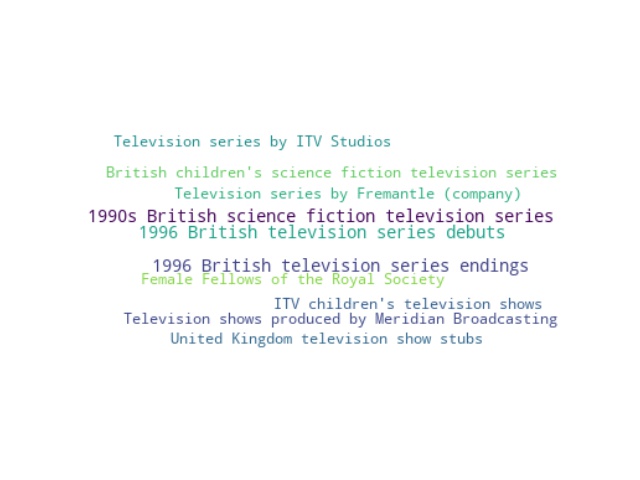 Television series by ITV Studios
British children's science fiction television series
Television series by Fremantle (company)
1990s British science fiction television series
1996 British television series debuts
1996 British television series endings
Female Fellows of the Royal Society
ITV children's television shows
Television shows produced by Meridian Broadcasting
United Kingdom television show stubs